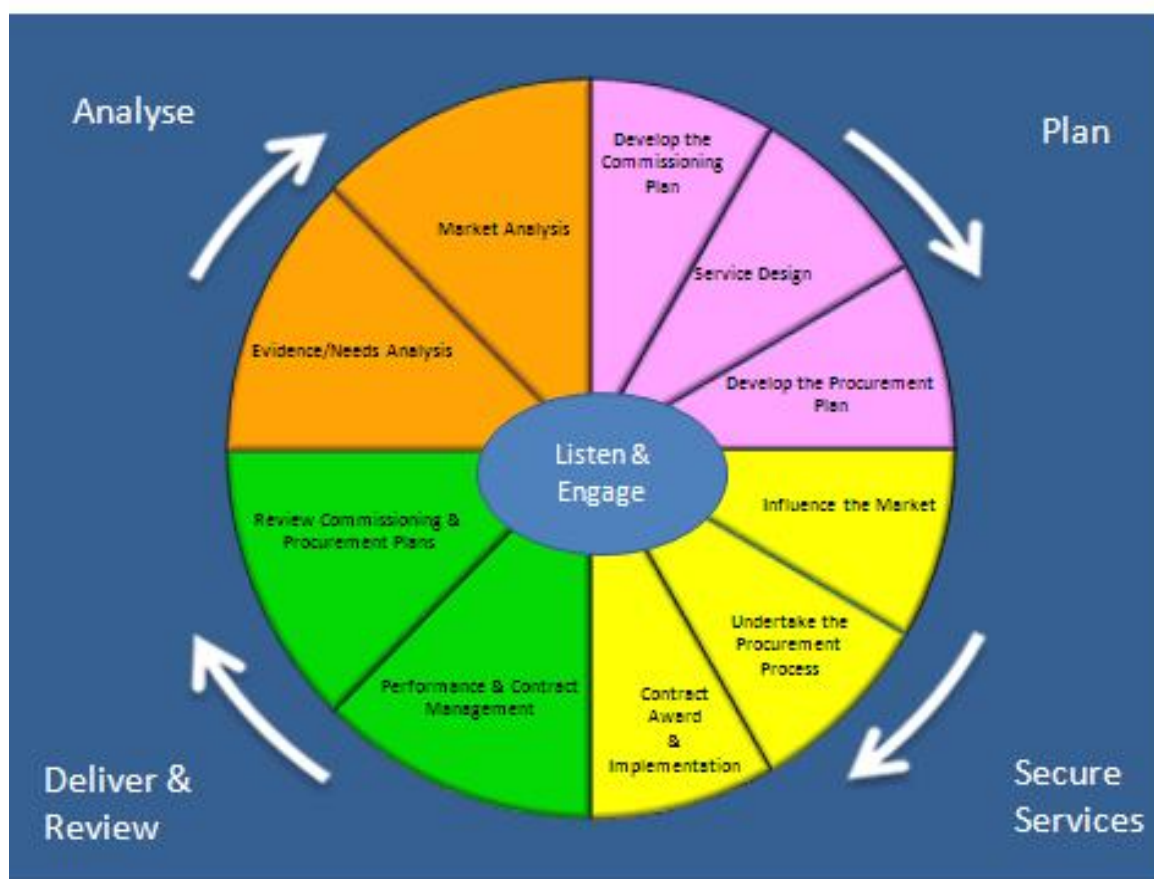 Analyse
Plan
Develop the
Commissioning
Plan
Market Analysis
Service Design
Evidence/Needs Analysis
Develop the Procurement
Plan
Listen &
Engage
Influence the Market
Review Commissioning &
Procurement Plans
Undertake the
Procurement
Process
Performance & Contract
Management
Contract
Award
&
Implementation
Deliver &
Review
Secure
Services